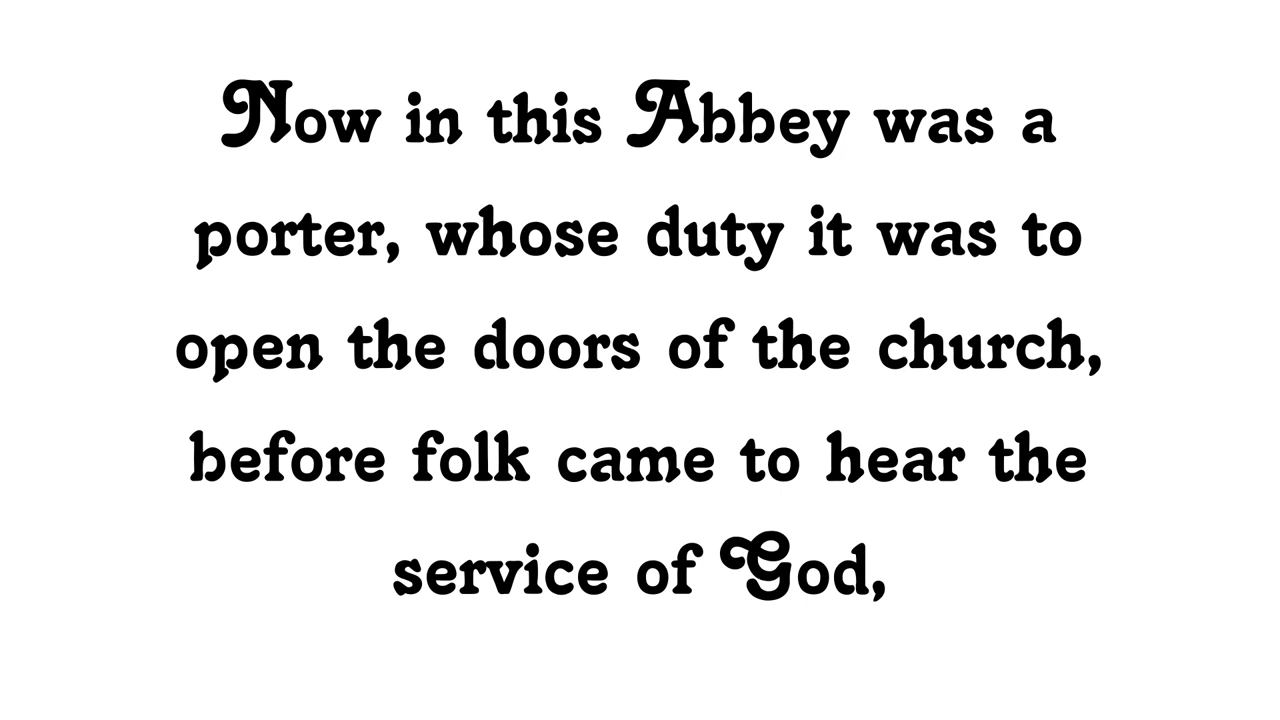 Now in this Abbey was a
porter, whose duty it was to
open the doors of the church,
before folk came to hear the
service of God,